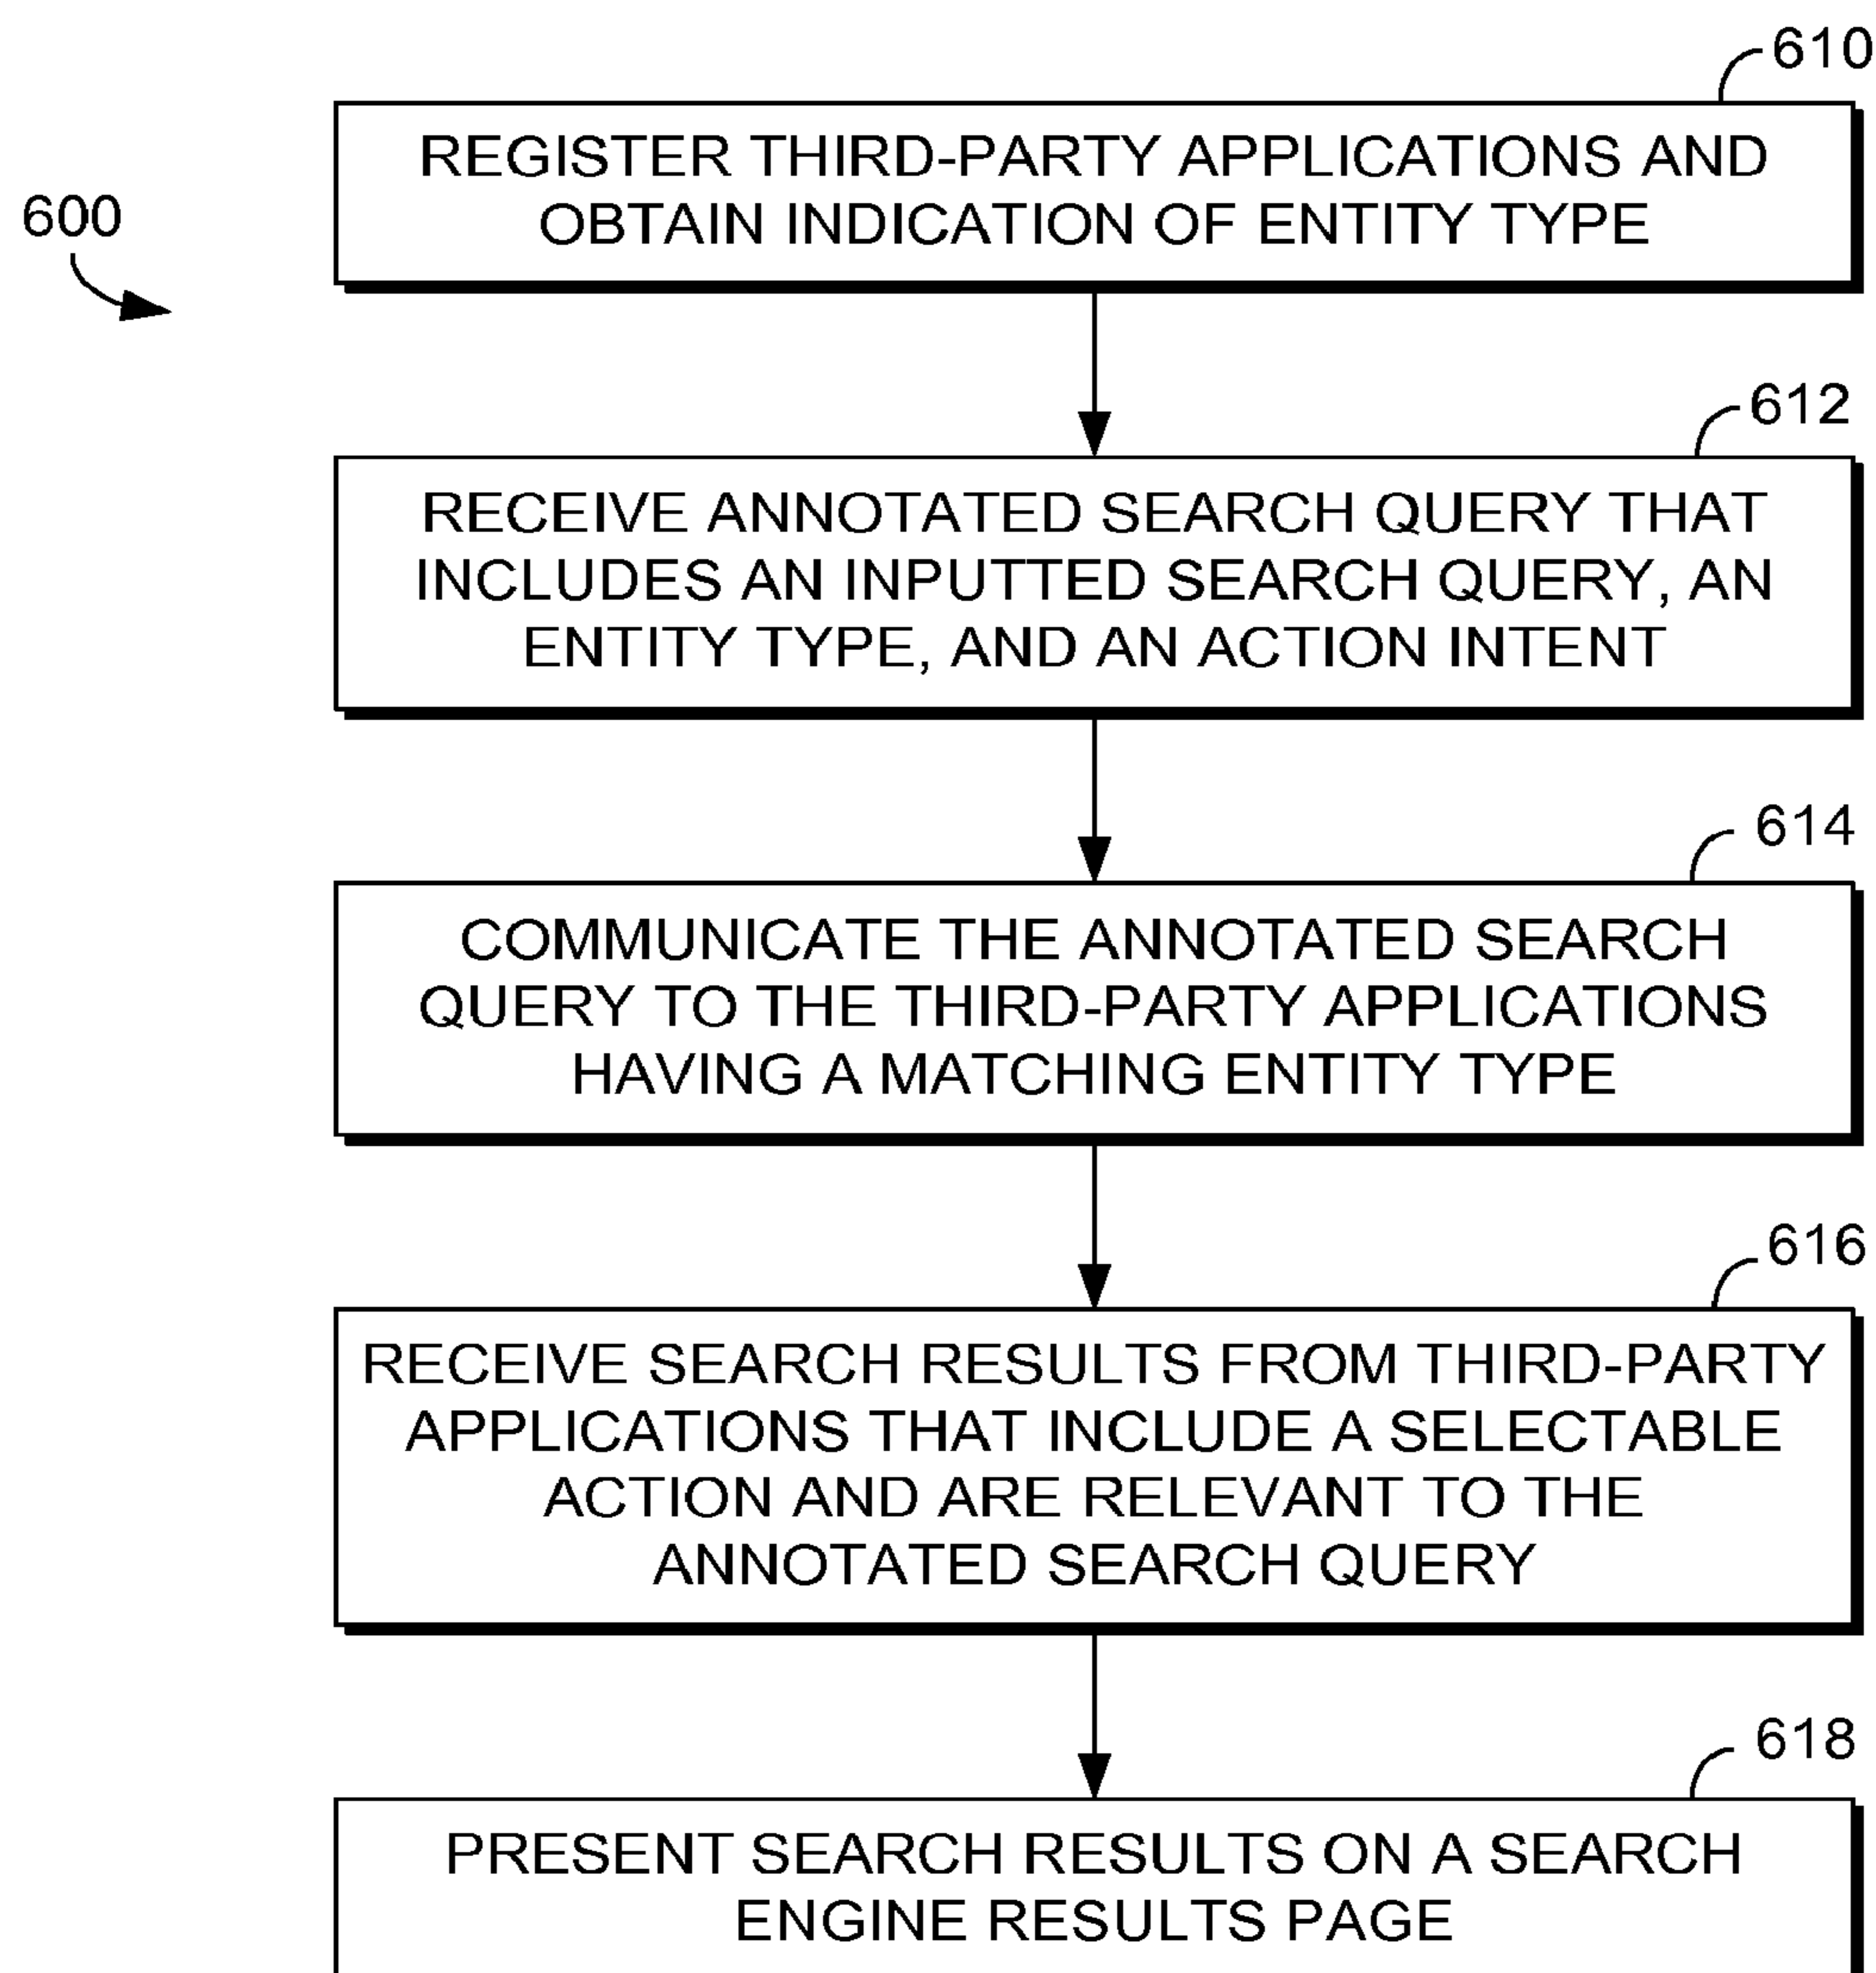 610
REGISTER THIRD-PARTY APPLICATIONS AND
OBTAIN INDICATION OF ENTITY TYPE
600
612
RECEIVE ANNOTATED SEARCH QUERY THAT
INCLUDES AN INPUTTED SEARCH QUERY, AN
ENTITY TYPE, AND AN ACTION INTENT
614
COMMUNICATE THE ANNOTATED SEARCH
QUERY TO THE THIRD-PARTY APPLICATIONS
HAVING A MATCHING ENTITY TYPE
616
RECEIVE SEARCH RESULTS FROM THIRD-PARTY
APPLICATIONS THAT INCLUDE A SELECTABLE
ACTION AND ARE RELEVANT TO THE
ANNOTATED SEARCH QUERY
618
PRESENT SEARCH RESULTS ON A SEARCH
ENGINE RESULTS PAGE